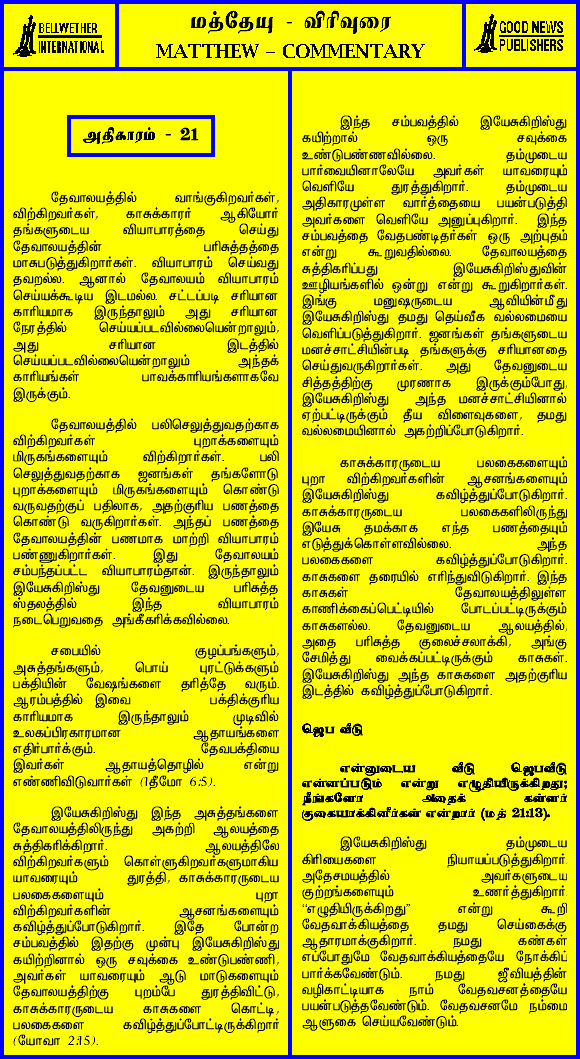 BELLWETHER
INTERNATIONAL
மத்தேயு - விரிவுரை
MATTHEW – COMMENTARY
GOOD NEWS
PUBLISHERS
அதிகாரம் - 21
தேவாலயத்தில் வாங்குகிறவர்கள்,
விற்கிறவர்கள், காசுக்காரர் ஆகியோர்
தங்களுடைய வியாபாரத்தை செய்து
தேவாலயத்தின் பரிசுத்தத்தை
மாசுபடுத்துகிறார்கள். வியாபாரம் செய்வது
தவறல்ல. ஆனால் தேவாலயம் வியாபாரம்
செய்யக்கூடிய இடமல்ல. சட்டப்படி சரியான
காரியமாக இருந்தாலும் அது சரியான
நேரத்தில் செய்யப்படவில்லையென்றாலும்,
அது சரியான இடத்தில்
செய்யப்படவில்லையென்றாலும் அந்தக்
காரியங்கள் பாவக்காரியங்களாகவே
இருக்கும்.
தேவாலயத்தில் பலிசெலுத்துவதற்காக
விற்கிறவர்கள் புறாக்களையும்
மிருகங்களையும் விற்கிறார்கள். பலி
செலுத்துவதற்காக ஜனங்கள் தங்களோடு
புறாக்களையும் மிருகங்களையும் கொண்டு
வருவதற்குப் பதிலாக, அதற்குரிய பணத்தை
கொண்டு வருகிறார்கள். அந்தப் பணத்தை
தேவாலயத்தின் பணமாக மாற்றி வியாபாரம்
பண்ணுகிறார்கள். இது தேவாலயம்
சம்பந்தப்பட்ட வியாபாரம்தான். இருந்தாலும்
இயேசுகிறிஸ்து தேவனுடைய பரிசுத்த
ஸ்தலத்தில் இந்த வியாபாரம்
நடைபெறுவதை அங்கீகரிக்கவில்லை.
சபையில் குழப்பங்களும்,
அசுத்தங்களும், பொய் புரட்டுக்களும்
பக்தியின் வேஷங்களை தரித்தே வரும்.
ஆரம்பத்தில் இவை பக்திக்குரிய
காரியமாக இருந்தாலும் முடிவில்
உலகப்பிரகாரமான ஆதாயங்களை
எதிர்பார்க்கும். தேவபக்தியை
இவர்கள் ஆதாயத்தொழில் என்று
எண்ணிவிடுவார்கள் (1தீமோ 6:5).
இயேசுகிறிஸ்து இந்த அசுத்தங்களை
தேவாலயத்திலிருந்து அகற்றி ஆலயத்தை
சுத்திகரிக்கிறார். ஆலயத்திலே
விற்கிறவர்களும் கொள்ளுகிறவர்களுமாகிய
யாவரையும் துரத்தி, காசுக்காரருடைய
பலகைகளையும் புறா
விற்கிறவர்களின் ஆசனங்களையும்
கவிழ்த்துப்போடுகிறார். இதே போன்ற
சம்பவத்தில் இதற்கு முன்பு இயேசுகிறிஸ்து
கயிற்றினால் ஒரு சவுக்கை உண்டுபண்ணி,
அவர்கள் யாவரையும் ஆடு மாடுகளையும்
தேவாலயத்திற்கு புறம்பே துரத்திவிட்டு,
காசுக்காரருடைய காசுகளை கொட்டி,
பலகைகளை கவிழ்த்துப்போட்டிருக்கிறார்
(யோவா 2:15).
இந்த சம்பவத்தில் இயேசுகிறிஸ்து
கயிற்றால் ஒரு சவுக்கை
உண்டுபண்ணவில்லை. தம்முடைய
பார்வையினாலேயே அவர்கள் யாவரையும்
வெளியே துரத்துகிறார். தம்முடைய
அதிகாரமுள்ள வார்த்தையை பயன்படுத்தி
அவர்களை வெளியே அனுப்புகிறார். இந்த
சம்பவத்தை வேதபண்டிதர்கள் ஒரு அற்புதம்
என்று கூறுவதில்லை. தேவாலயத்தை
சுத்திகரிப்பது இயேசுகிறிஸ்துவின்
ஊழியங்களில் ஒன்று என்று கூறுகிறார்கள்.
இங்கு மனுஷருடைய ஆவியின்மீது
இயேசுகிறிஸ்து தமது தெய்வீக வல்லமையை
வெளிப்படுத்துகிறார். ஜனங்கள் தங்களுடைய
மனச்சாட்சியின்படி தங்களுக்கு சரியானதை
செய்துவருகிறார்கள். அது தேவனுடைய
சித்தத்திற்கு முரணாக இருக்கும்போது,
இயேசுகிறிஸ்து அந்த மனச்சாட்சியினால்
ஏற்பட்டிருக்கும் தீய விளைவுகளை, தமது
வல்லமையினால் அகற்றிப்போடுகிறார்.
காசுக்காரருடைய பலகைகளையும்
புறா விற்கிறவர்களின் ஆசனங்களையும்
இயேசுகிறிஸ்து கவிழ்த்துப்போடுகிறார்.
காசுக்காரருடைய பலகைகளிலிருந்து
இயேசு தமக்காக எந்த பணத்தையும்
எடுத்துக்கொள்ளவில்லை. அந்த
பலகைகளை கவிழ்த்துப்போடுகிறார்.
காசுகளை தரையில் எரிந்துவிடுகிறார். இந்த
காசுகள் தேவாலயத்திலுள்ள
காணிக்கைப்பெட்டியில் போடப்பட்டிருக்கும்
காசுகளல்ல. தேவனுடைய ஆலயத்தில்,
அதை பரிசுத்த குலைச்சலாக்கி, அங்கு
சேமித்து வைக்கப்பட்டிருக்கும் காசுகள்.
இயேசுகிறிஸ்து அந்த காசுகளை அதற்குரிய
இடத்தில் கவிழ்த்துப்போடுகிறார்.
ஜெப வீடு
என்னுடைய வீடு ஜெபவீடு
என்னப்படும் என்று எழுதியிருக்கிறது;
நீங்களோ அதைக் கள்ளர்
குகையாக்கினீர்கள் என்றார் (மத் 21:13).
இயேசுகிறிஸ்து தம்முடைய
கிரியைகளை நியாயப்படுத்துகிறார்.
அதேசமயத்தில் அவர்களுடைய
குற்றங்களையும் உணர்த்துகிறார்.
“எழுதியிருக்கிறது” என்று கூறி
வேதவாக்கியத்தை தமது செய்கைக்கு
ஆதாரமாக்குகிறார். நமது கண்கள்
எப்போதுமே வேதவாக்கியத்தையே நோக்கிப்
பார்க்கவேண்டும். நமது ஜீவியத்தின்
வழிகாட்டியாக நாம் வேதவசனத்தையே
பயன்படுத்தவேண்டும். வேதவசனமே நம்மை
ஆளுகை செய்யவேண்டும்.